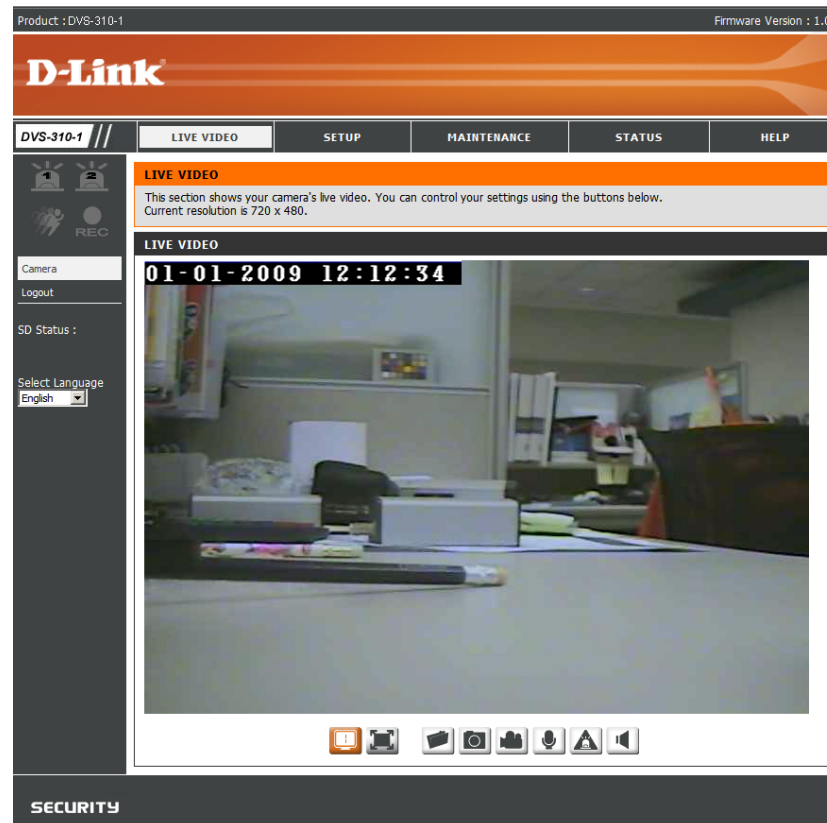 Product : DVS-310-1
Firmware Version : 1.0
D-Link
DVS-310-1
LIVE VIDEO
SETUP
MAINTENANCE
STATUS
HELP
1
2
REC
Camera
Logout
SD Status :
Select Language
English
LIVE VIDEO
This section shows your camera's live video. You can control your settings using the buttons below.
Current resolution is 720 x 480.
LIVE VIDEO
01-01-2009 12:12:34
1
SECURITY